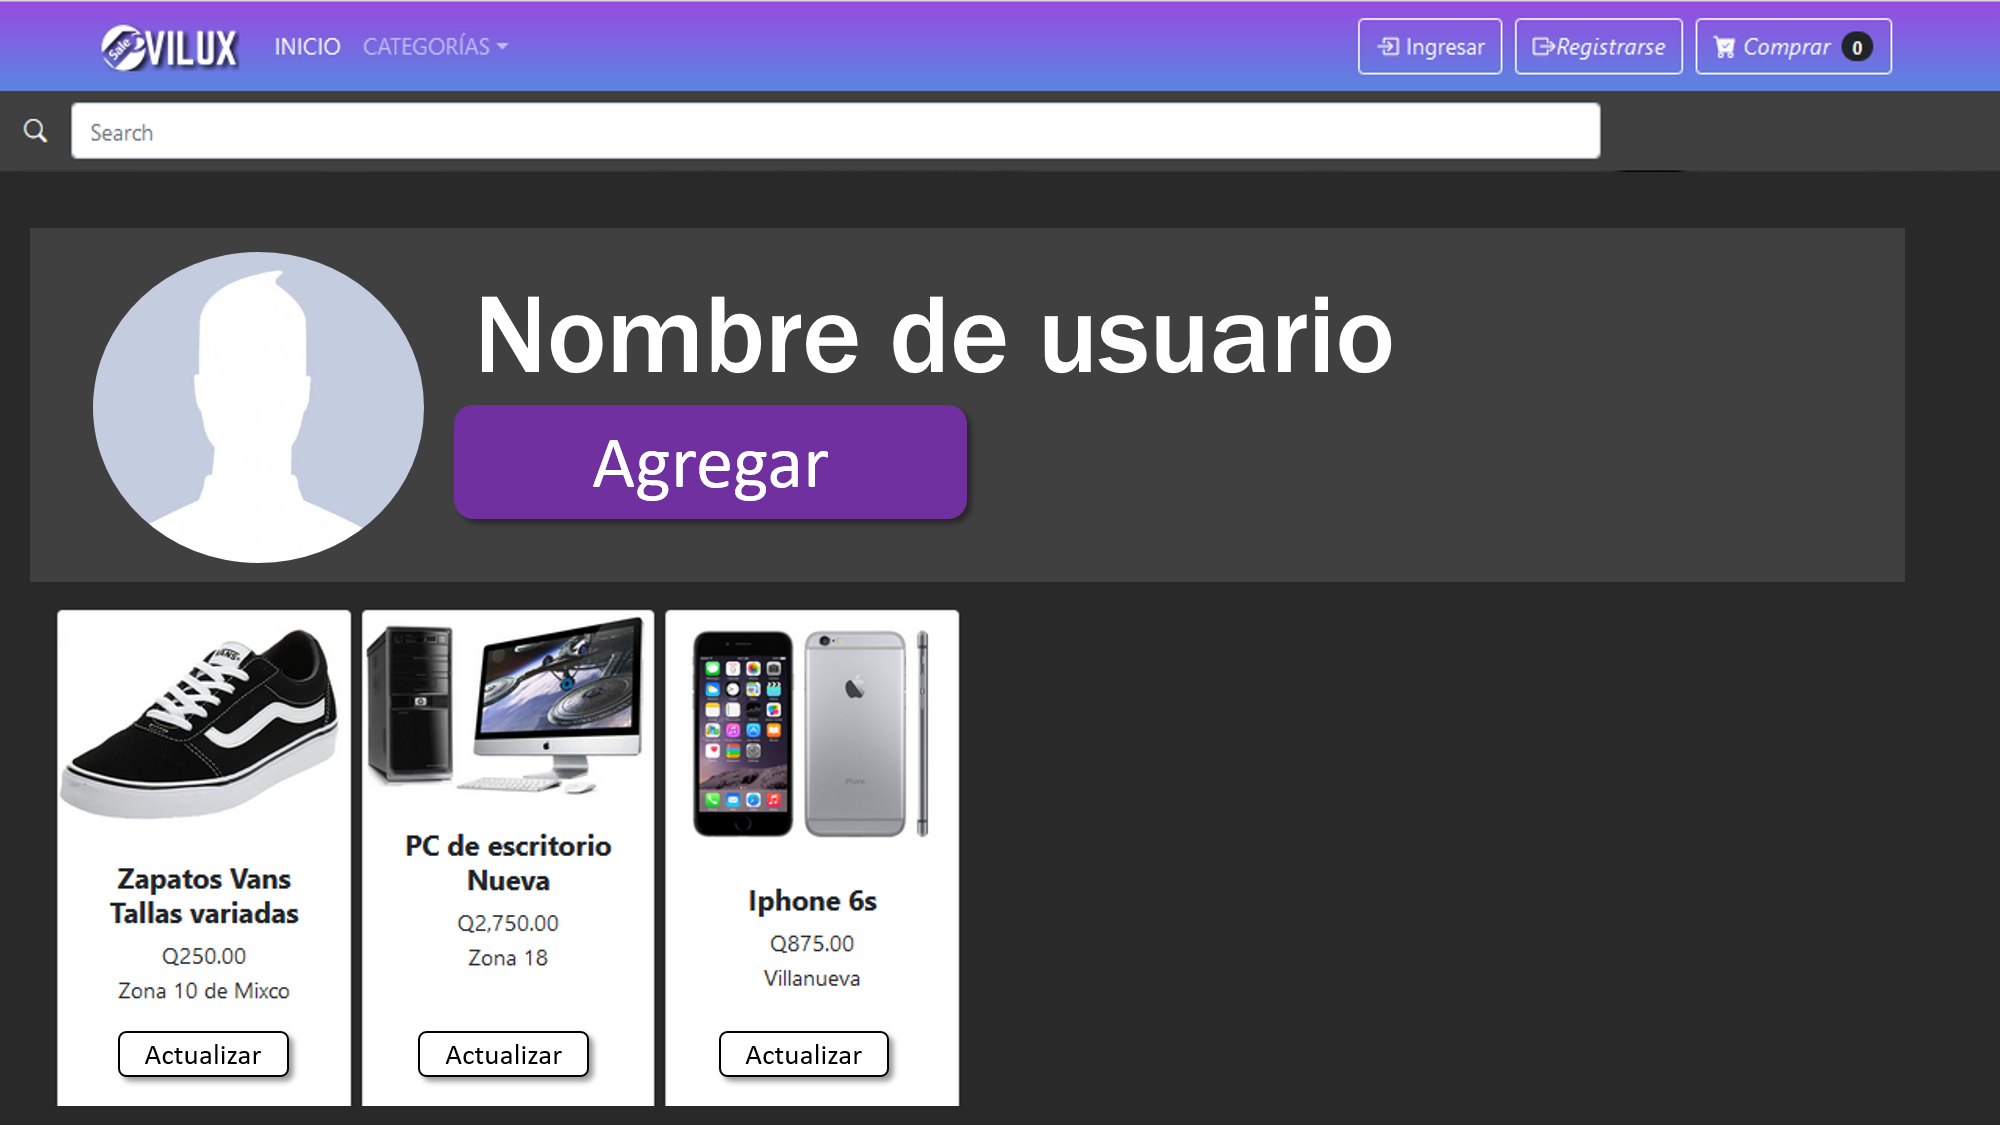 Sale VILUX INICIO CATEGORÍAS Ingresar Registrarse Comprar 0
Search
Nombre de usuario
Agregar
VANS
Zapatos Vans
Tallas variadas
Q250.00
Zona 10 de Mixco
Actualizar
PC de escritorio
Nueva
Q2,750.00
Zona 18
Actualizar
iPhone
Iphone 6s
Q875.00
Villanueva
Actualizar